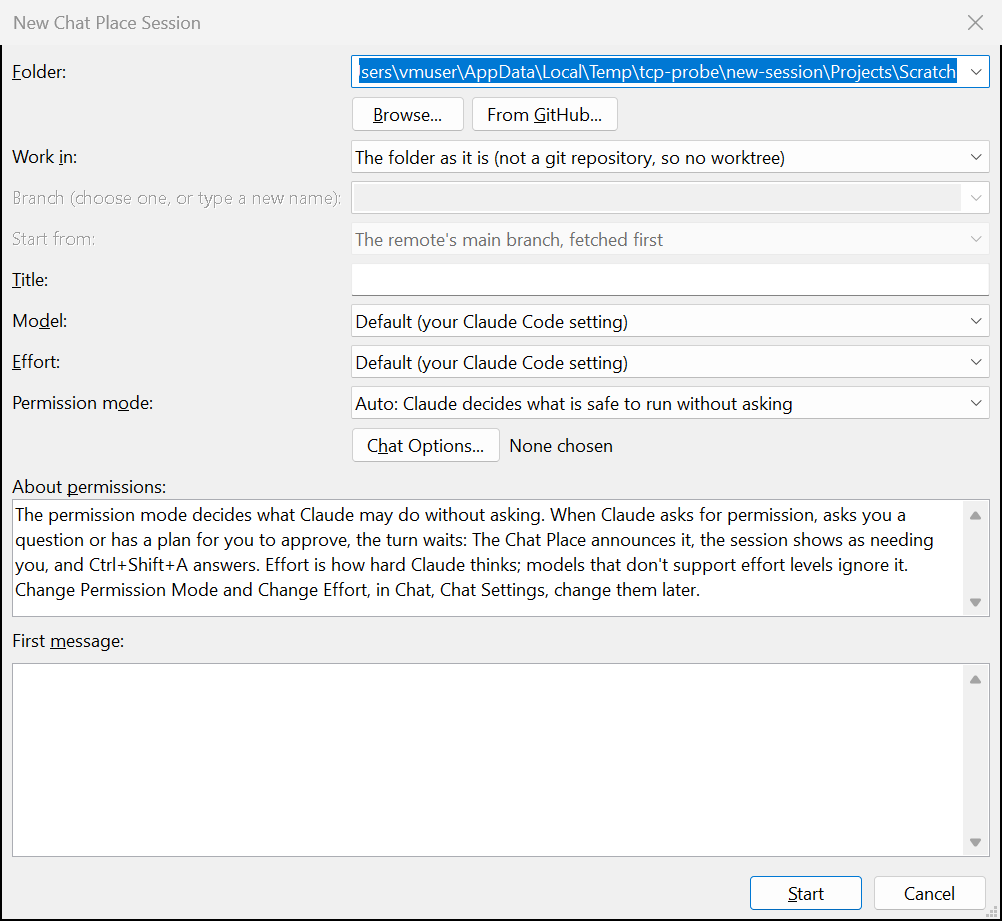 New Chat Place Session
Folder: sers\vmuser\AppData\Local\Temp\tcp-probe\new-session\Projects\Scratch
Browse... From GitHub...
Work in: The folder as it is (not a git repository, so no worktree)
Branch (choose one, or type a new name):
Start from: The remote's main branch, fetched first
Title:
Model: Default (your Claude Code setting)
Effort: Default (your Claude Code setting)
Permission mode: Auto: Claude decides what is safe to run without asking
Chat Options... None chosen
About permissions:
The permission mode decides what Claude may do without asking. When Claude asks for permission, asks you a
question or has a plan for you to approve, the turn waits: The Chat Place announces it, the session shows as needing
you, and Ctrl+Shift+A answers. Effort is how hard Claude thinks; models that don't support effort levels ignore it.
Change Permission Mode and Change Effort, in Chat, Chat Settings, change them later.
First message:
Start Cancel